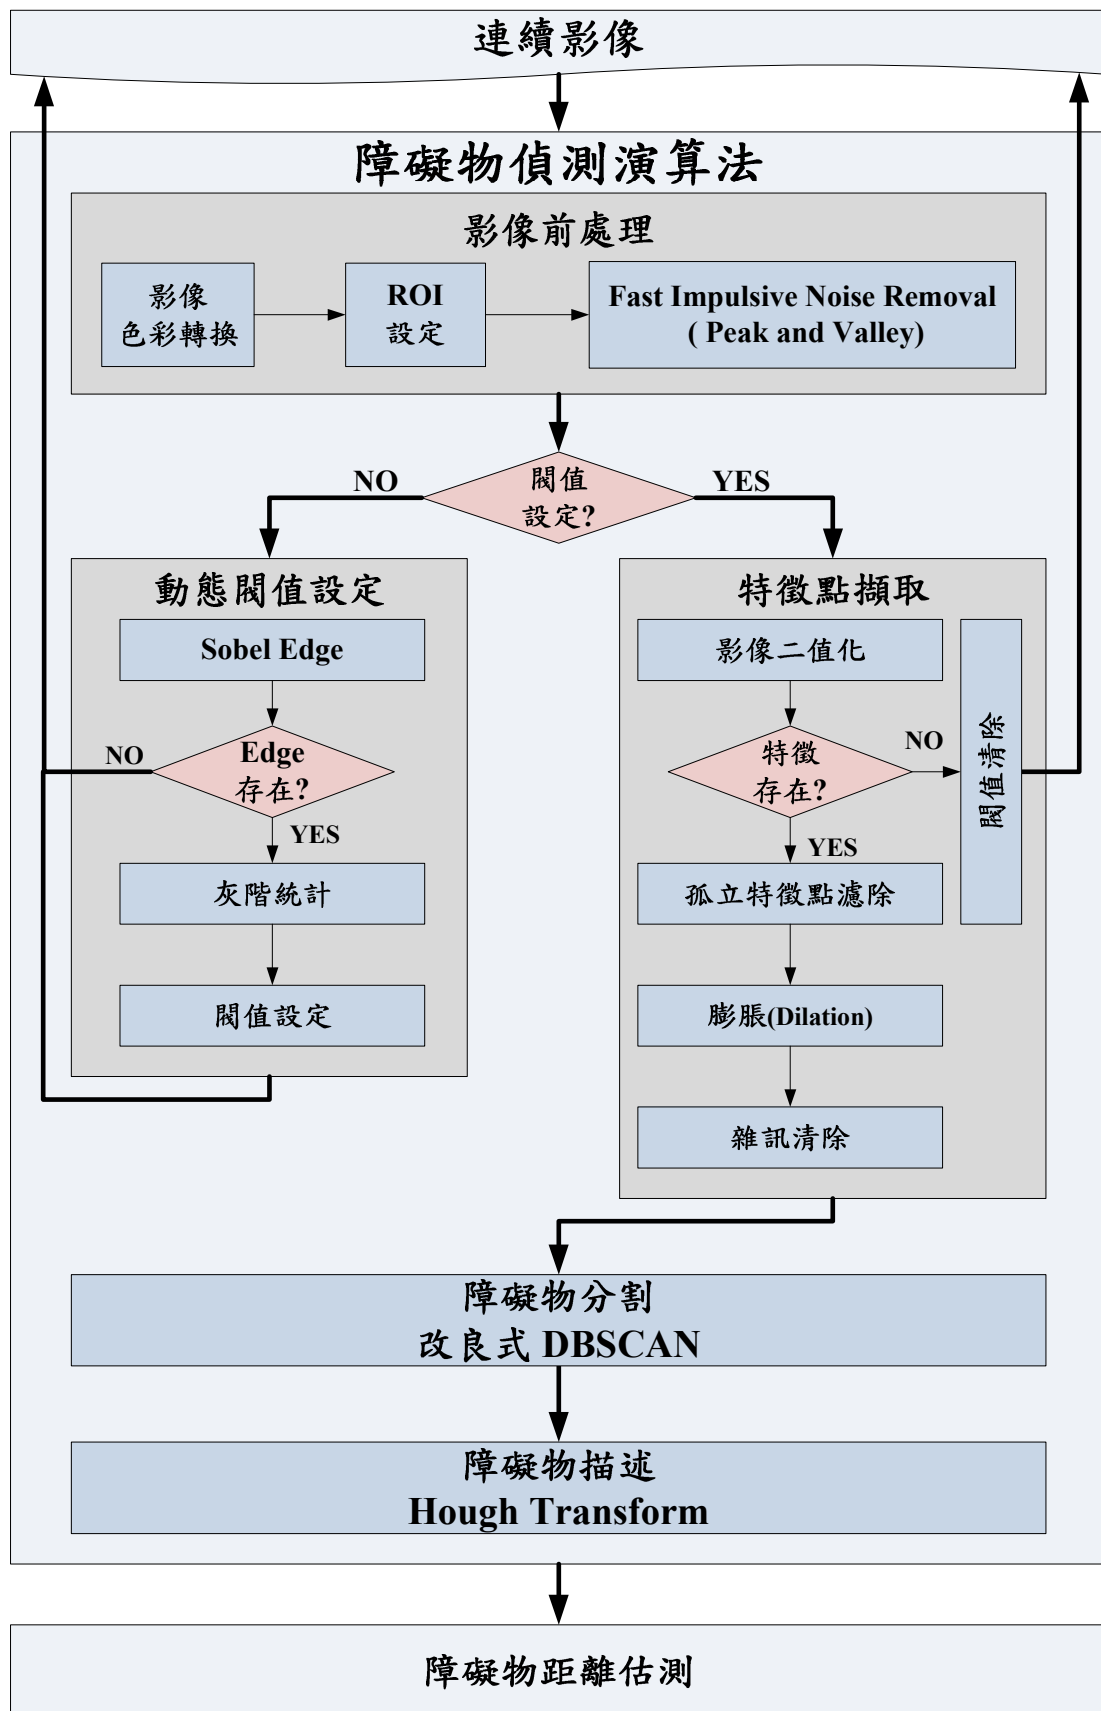 連續影像
障礙物偵測演算法
影像前處理
影像
色彩轉換
ROI
設定
Fast Impulsive Noise Removal
( Peak and Valley)
NO
閥值
設定?
YES
動態閥值設定
Sobel Edge
NO
Edge
存在?
YES
灰階統計
閥值設定
特徵點擷取
影像二值化
特徵
存在?
NO
閥值清除
YES
孤立特徵點濾除
膨脹(Dilation)
雜訊清除
障礙物分割
改良式 DBSCAN
障礙物描述
Hough Transform
障礙物距離估測